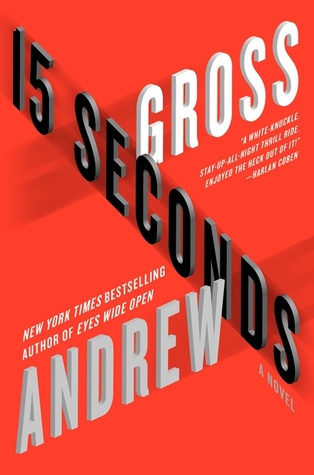 15 SECONDS
GROSS
"A WHITE-KNUCKLE,
STAY-UP-ALL-NIGHT THRILL RIDE.
ENJOYED THE HECK OUT OF IT!"
—HARLAN COBEN
NEW YORK TIMES BESTSELLING
AUTHOR OF EYES WIDE OPEN
ANDREW
A NOVEL